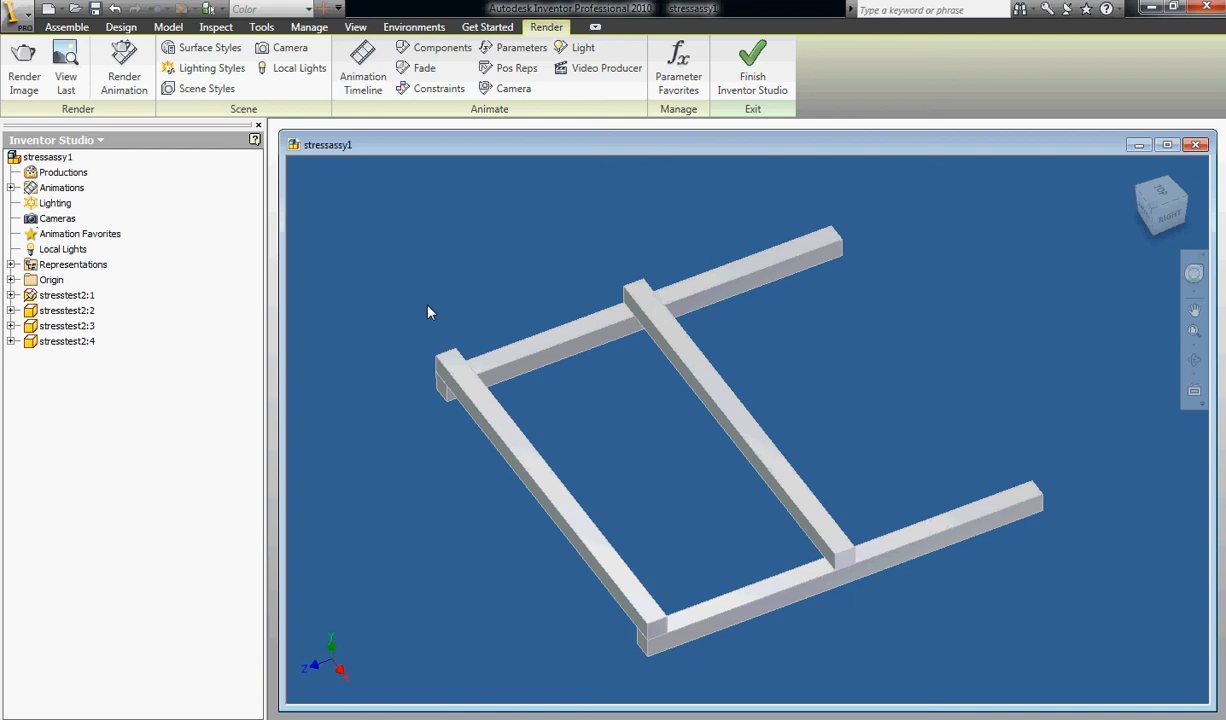 Color
Autodesk Inventor Professional 2010
stressassy1
Type a keyword or phrase
PRO
Assemble
Design
Model
Inspect
Tools
Manage
View
Environments
Get Started
Render
Render Image
View Last
Render Animation
Surface Styles
Lighting Styles
Scene Styles
Camera
Local Lights
Animation Timeline
Components
Fade
Constraints
Parameters
Pos Reps
Camera
Light
Video Producer
fx
Parameter Favorites
Finish Inventor Studio
Render
Scene
Animate
Manage
Exit
Inventor Studio
stressassy1
Productions
Animations
Lighting
Cameras
Animation Favorites
Local Lights
Representations
Origin
stresstest2:1
stresstest2:2
stresstest2:3
stresstest2:4
stressassy1
TOP
RIGHT
Y
Z
X